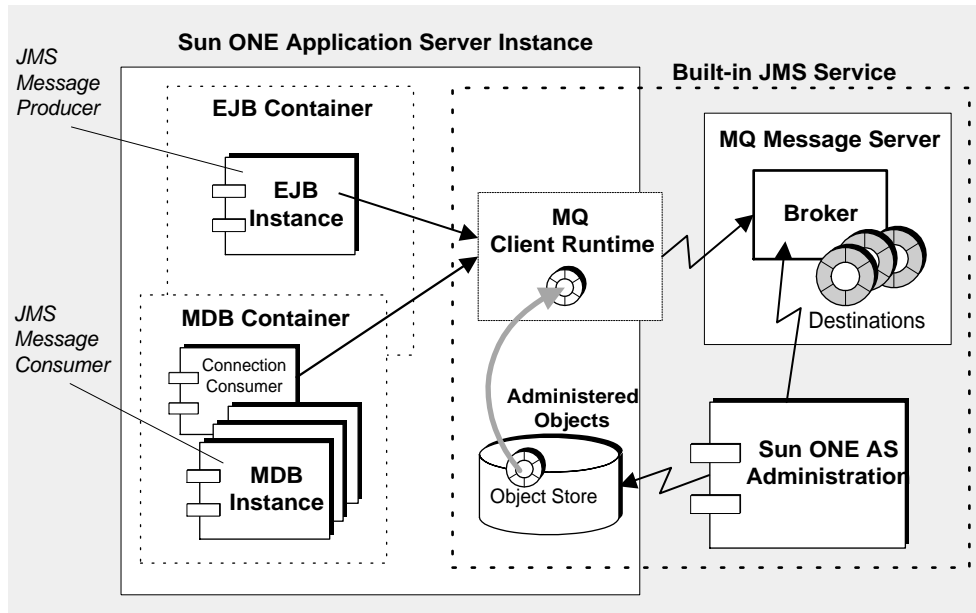 Sun ONE Application Server Instance
JMS
Message
Producer
Built-in JMS Service
EJB Container
MQ Message Server
EJB
Instance
MQ
Client Runtime
Broker
Destinations
JMS
Message
Consumer
MDB Container
Connection
Consumer
MDB
Instance
Administered
Objects
Object Store
Sun ONE AS
Administration